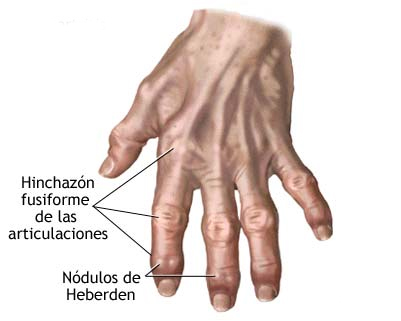 Hinchazón
fusiforme
de las
articulaciones
Nódulos de
Heberden